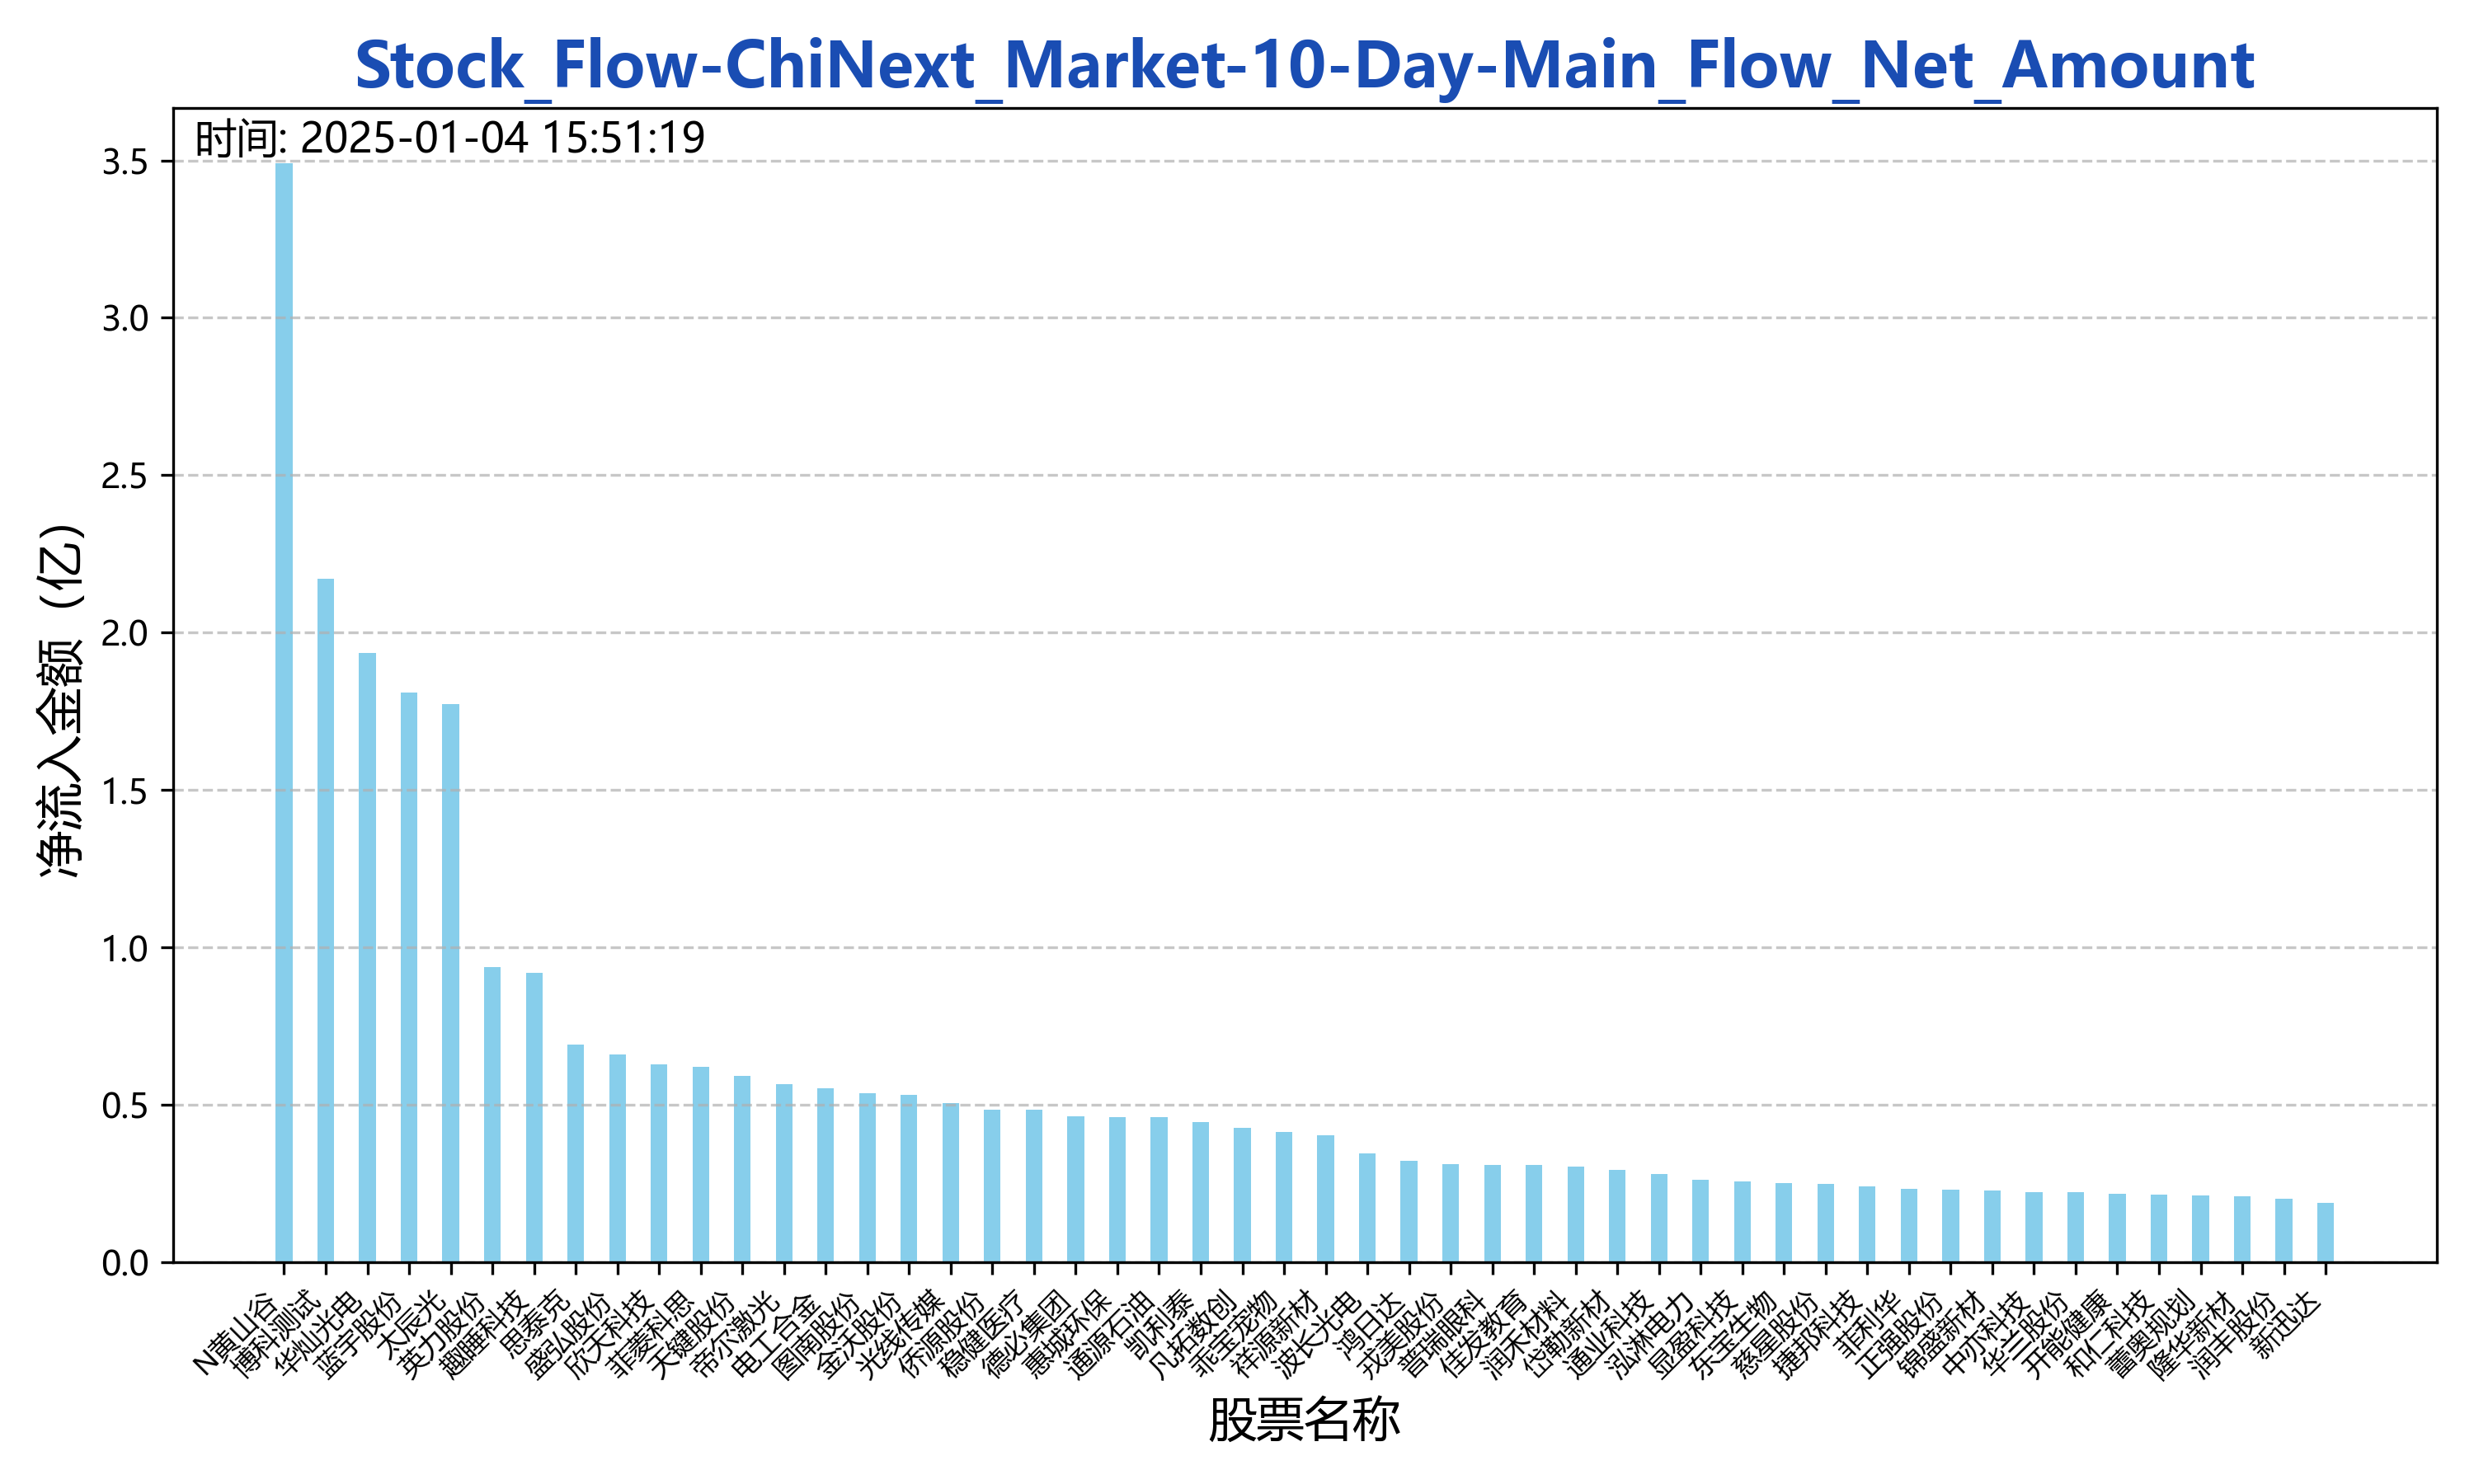 Stock_Flow-ChiNext_Market-10-Day-Main_Flow_Net_Amount
时间: 2025-01-04 15:51:19
净流入金额 (亿)
3.5
3.0
2.5
2.0
1.5
1.0
0.5
0.0
N黄山谷
博科测试
华灿光电
蓝宇股份
太辰光
英力股份
趣睡科技
思泰克
盛弘股份
欣天科技
菲菱科思
天键股份
帝尔激光
电工合金
图南股份
金沃股份
光线传媒
侨源股份
稳健医疗
德必集团
惠城环保
通源石油
凯利泰
凡拓数创
乖宝宠物
祥源新材
波长光电
鸿日达
戎美股份
普瑞眼科
佳发教育
润禾材料
岱勒新材
通业科技
泓淋电力
显盈科技
东宝生物
慈星股份
捷邦科技
菲利华
正强股份
锦盛新材
中亦科技
华兰股份
开能健康
和仁科技
蕾奥规划
隆华新材
润丰股份
新迅达
股票名称